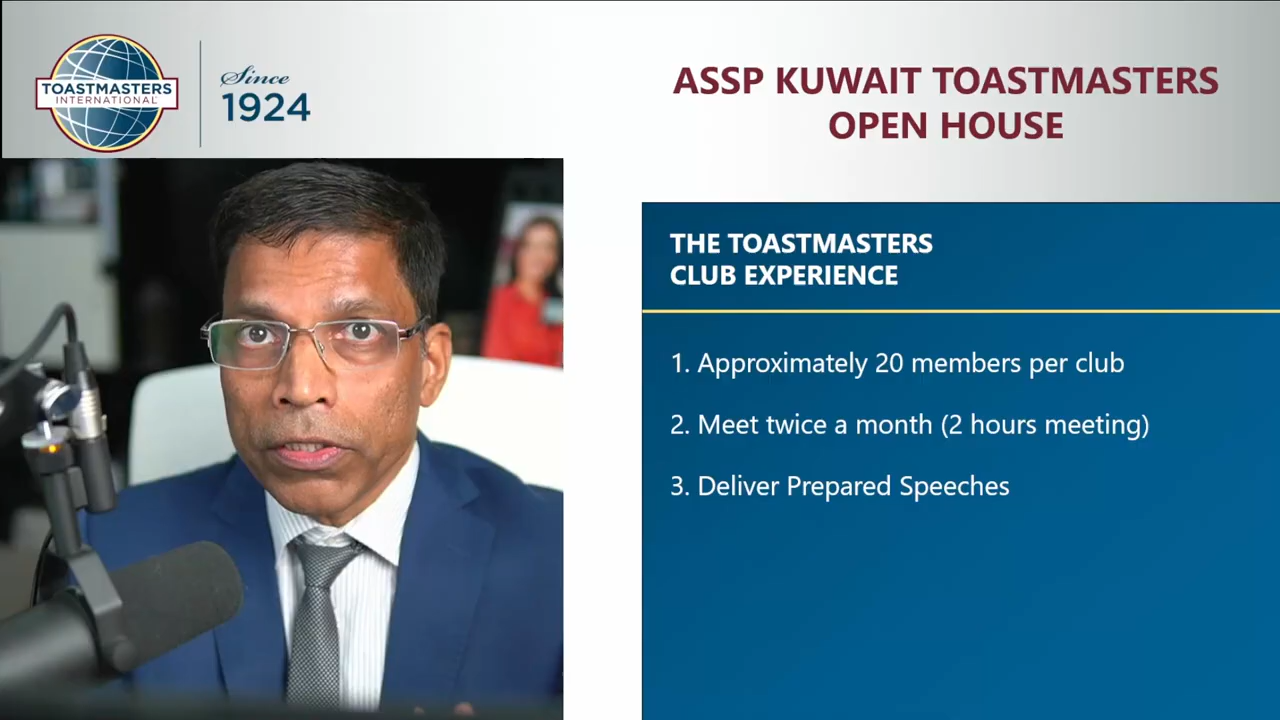 TOASTMASTERS
INTERNATIONAL
Since
1924
ASSP KUWAIT TOASTMASTERS
OPEN HOUSE
THE TOASTMASTERS
CLUB EXPERIENCE
1. Approximately 20 members per club
2. Meet twice a month (2 hours meeting)
3. Deliver Prepared Speeches